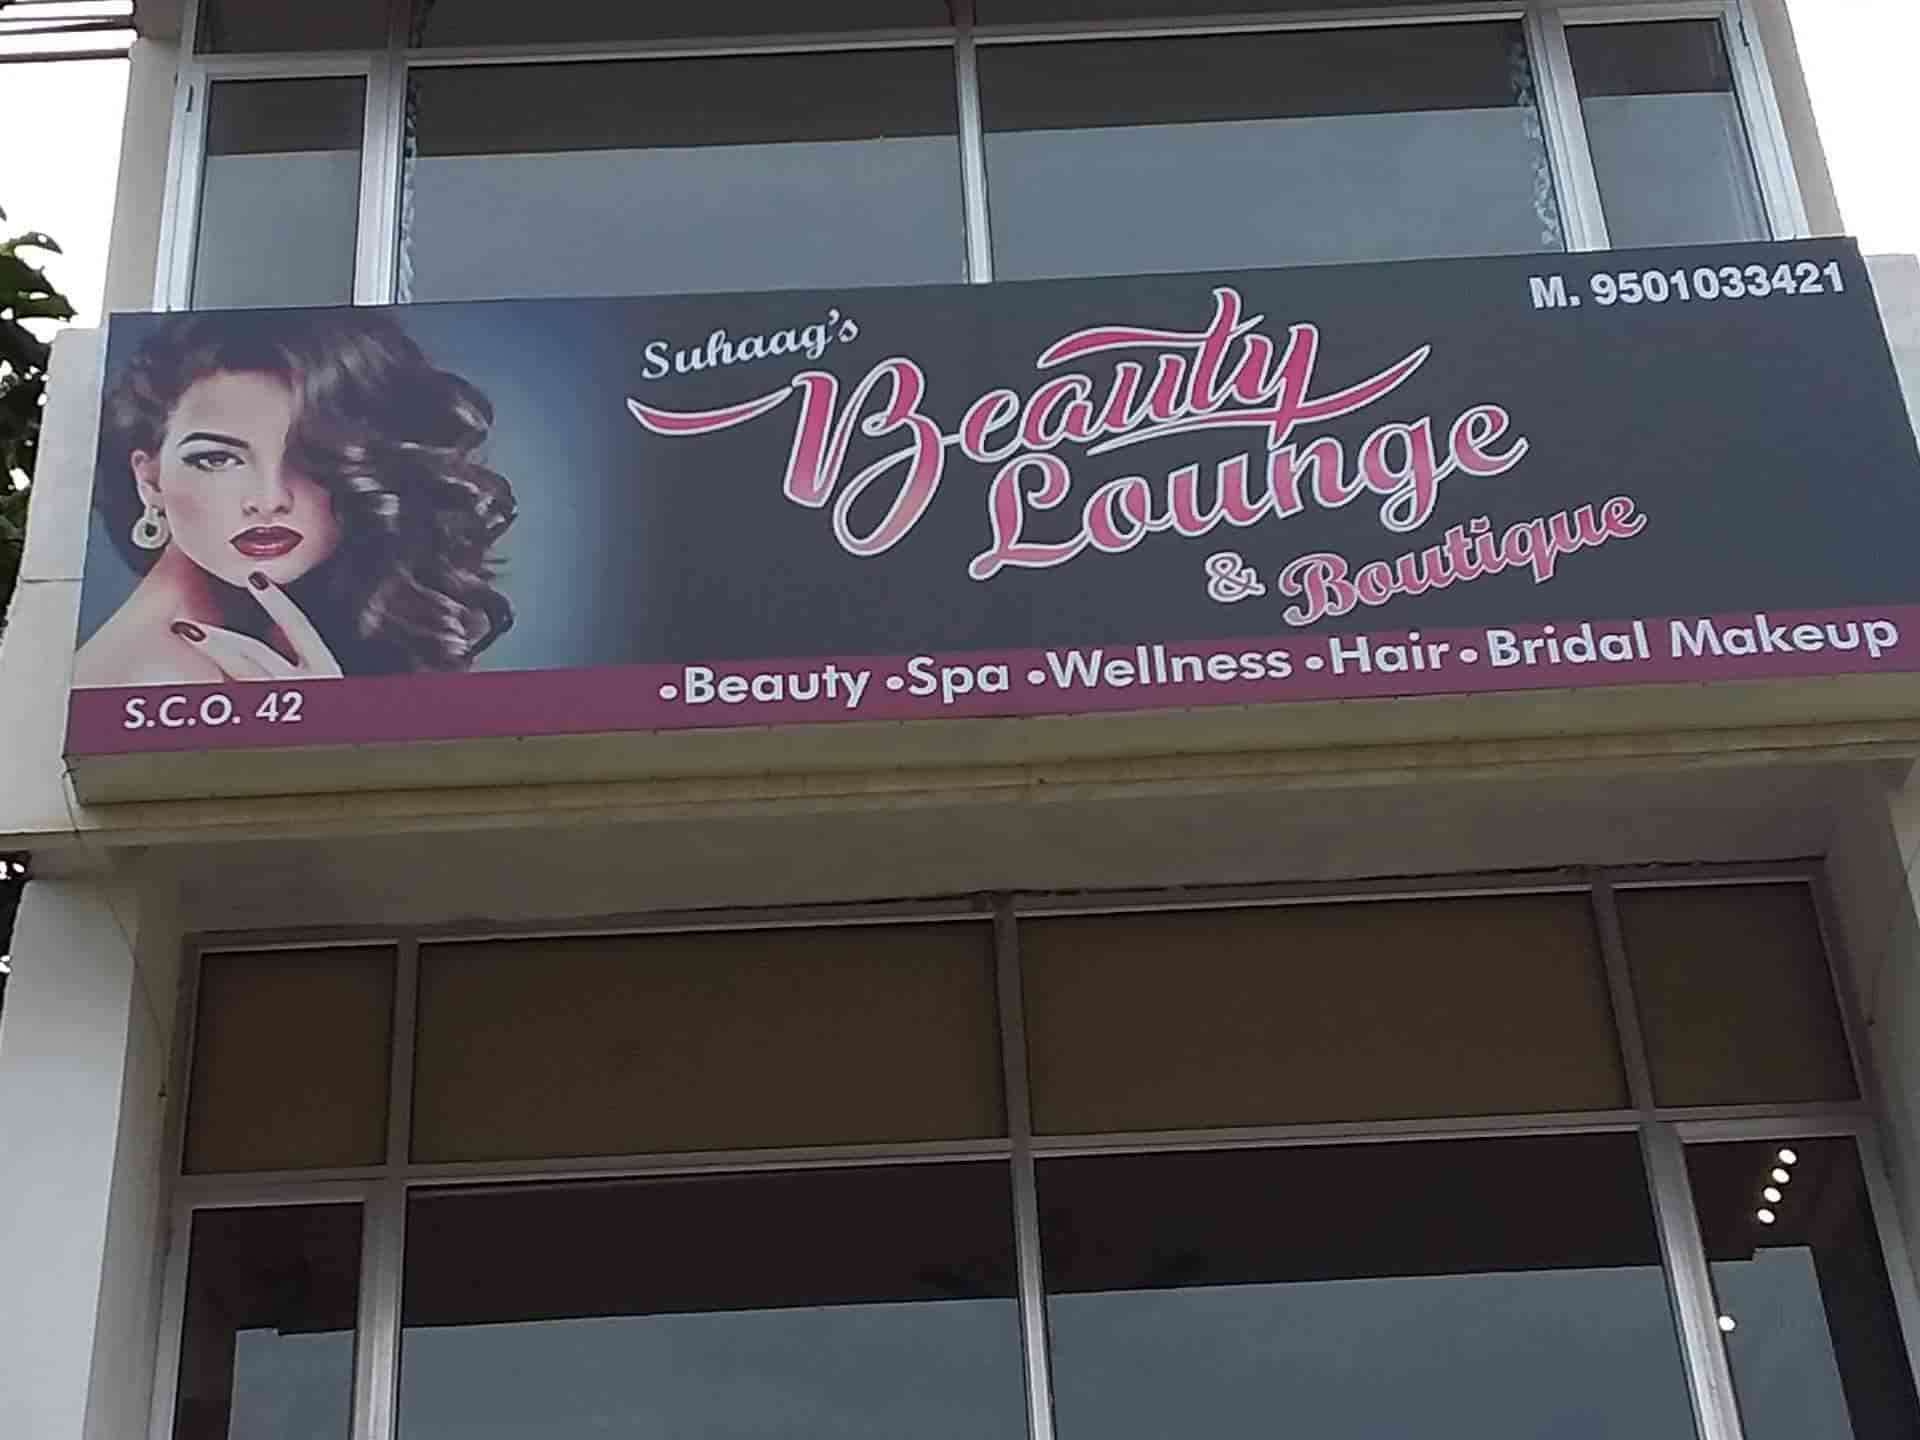 M. 9501033421
Suhaag's
Beauty
Lounge
& Boutique
•Beauty •Spa •Wellness •Hair •Bridal Makeup
S.C.O. 42